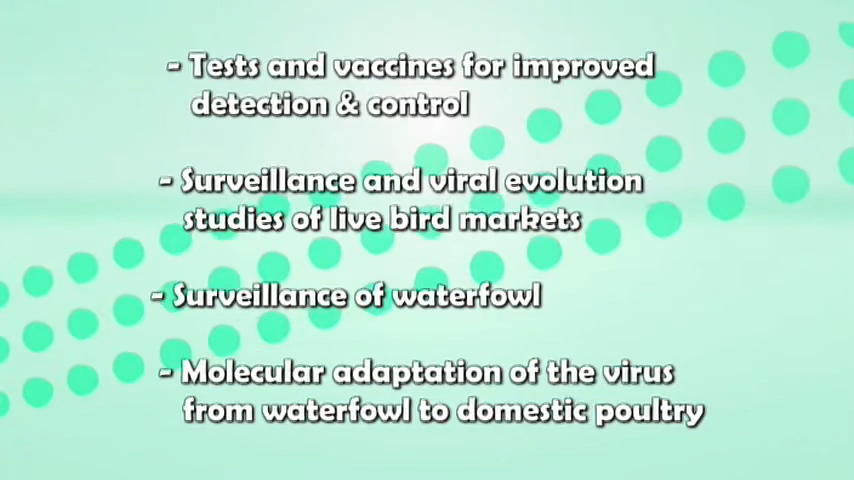 - Tests and vaccines for improved
detection & control
- Surveillance and viral evolution
studies of live bird markets
- Surveillance of waterfowl
- Molecular adaptation of the virus
from waterfowl to domestic poultry